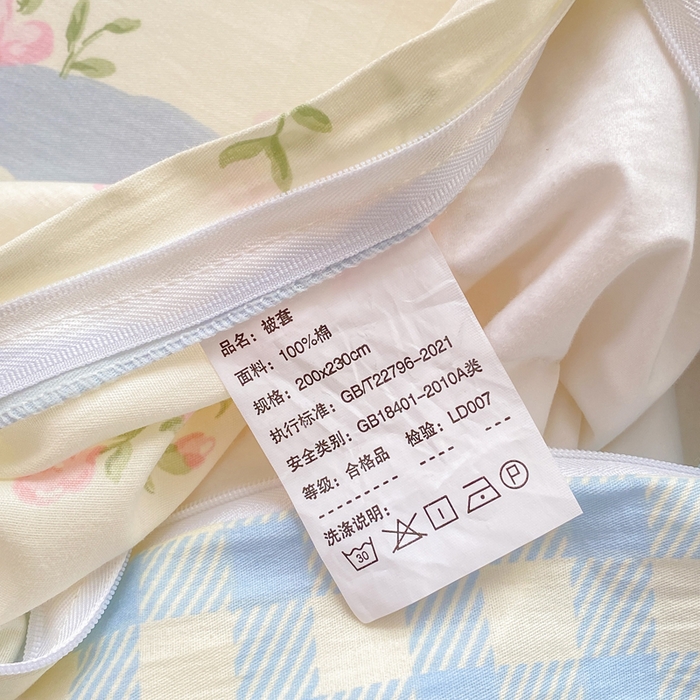 品名：被套
面料：100%棉
规格：200x230cm
执行标准：GB/T22796-2021
安全类别：GB18401-2010A类
等级：合格品 检验：LD007
洗涤说明：
30 P